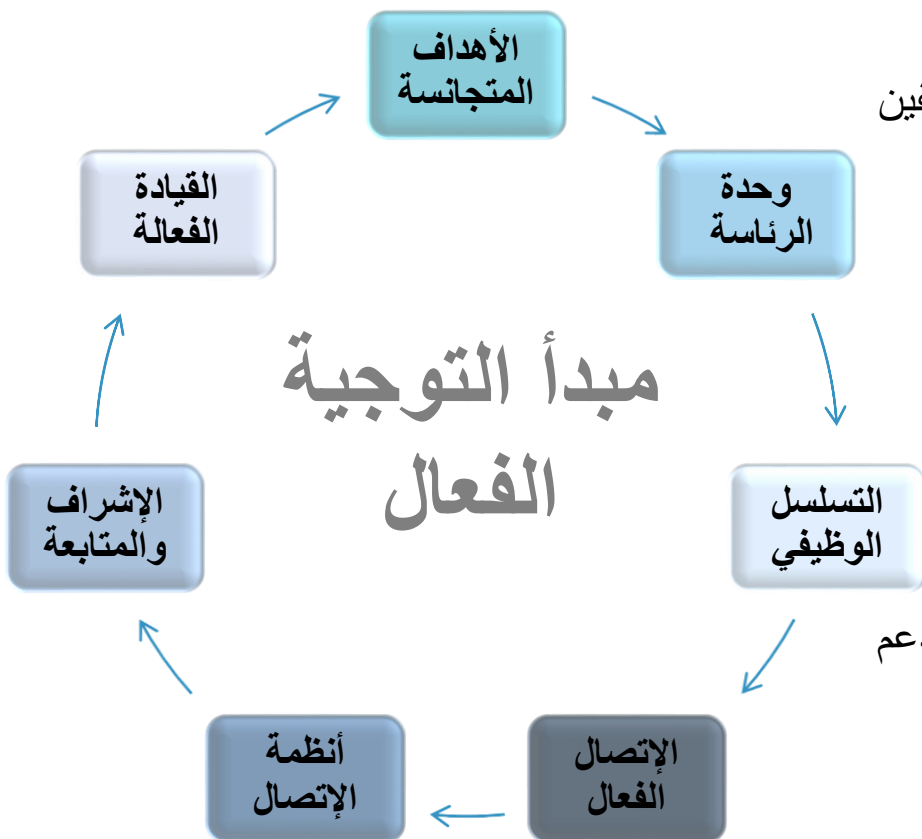 الأهداف
المتجانسة
وحدة
الرئاسة
التسلسل
الوظيفي
الإتصال
الفعال
أنظمة
الإتصال
الإشراف
والمتابعة
القيادة
الفعالة
مبدأ التوجية
الفعال